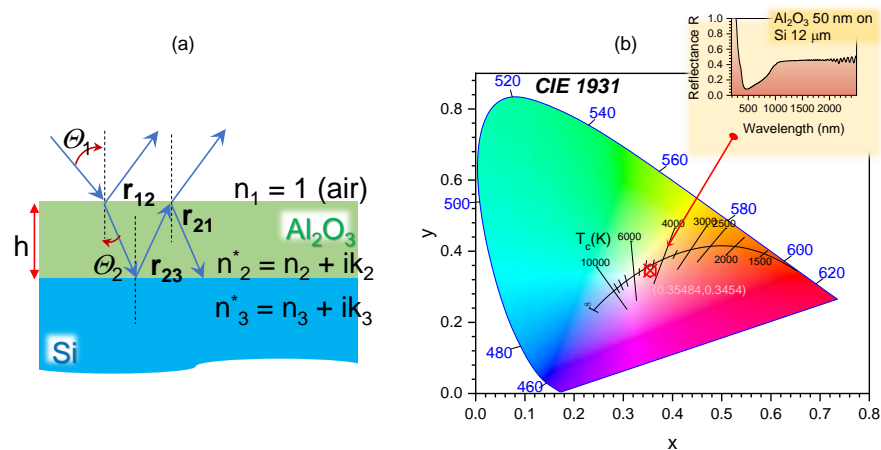 (a)
Θ1
r12
n1 = 1 (air)
r21
Al2O3
h
Θ2
r23
n*2 = n2 + ik2
n*3 = n3 + ik3
Si
(b)
Al2O3 50 nm on
Si 12 μm
Reflectance R
1.0
0.8
0.6
0.4
0.2
0.0
500 1000 1500 2000
Wavelength (nm)
CIE 1931
520
540
560
500
580
600
620
480
460
Tc(K)
10000
6000
4000
3000
2500
2000
1500
∞
(0.35484,0.3454)
y
0.8
0.6
0.4
0.2
0.0
0.0 0.1 0.2 0.3 0.4 0.5 0.6 0.7 0.8
x